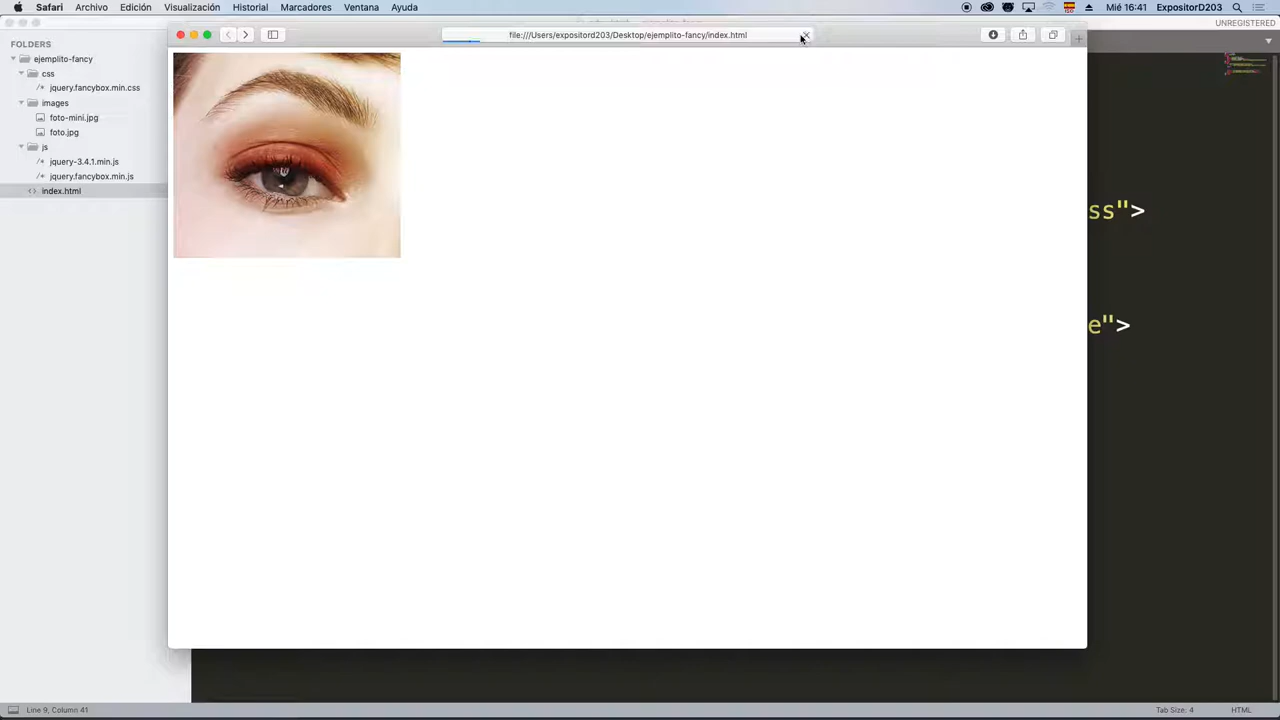 Safari Archivo Edición Visualización Historial Marcadores Ventana Ayuda
Mié 16:41 ExpositorD203
UNREGISTERED
file:///Users/expositord203/Desktop/ejemplito-fancy/index.html
FOLDERS
ejemplito-fancy
css
/* jquery.fancybox.min.css
images
foto-mini.jpg
foto.jpg
js
/* jquery-3.4.1.min.js
/* jquery.fancybox.min.js
<> index.html
ss">
e">
Line 9, Column 41
Tab Size: 4 HTML